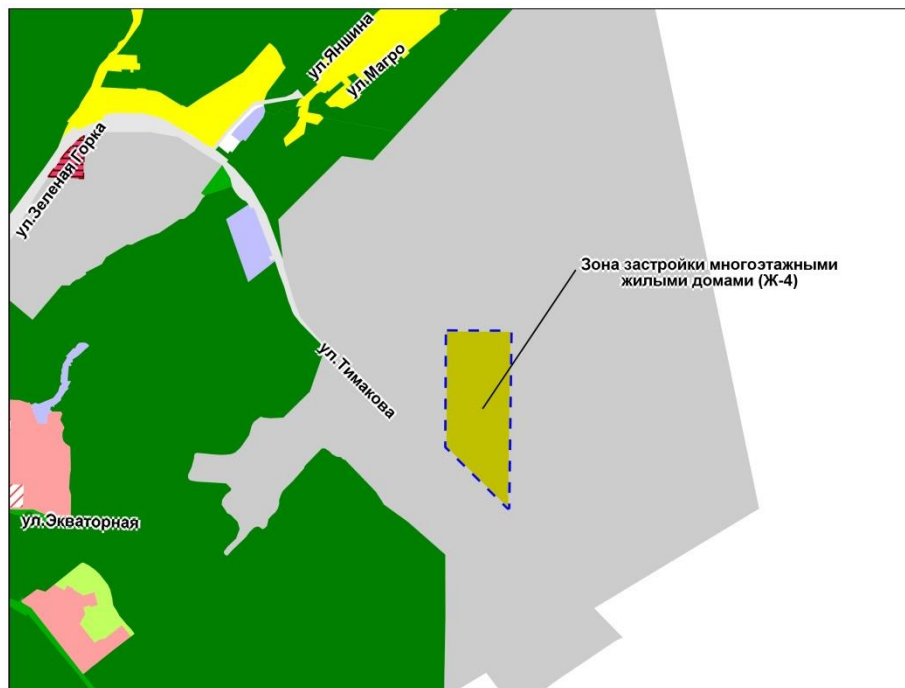 ул.Яншина
ул.Магро
ул.Зеленая Горка
Зона застройки многоэтажными
жилыми домами (Ж-4)
ул.Тимакова
ул.Экваторная